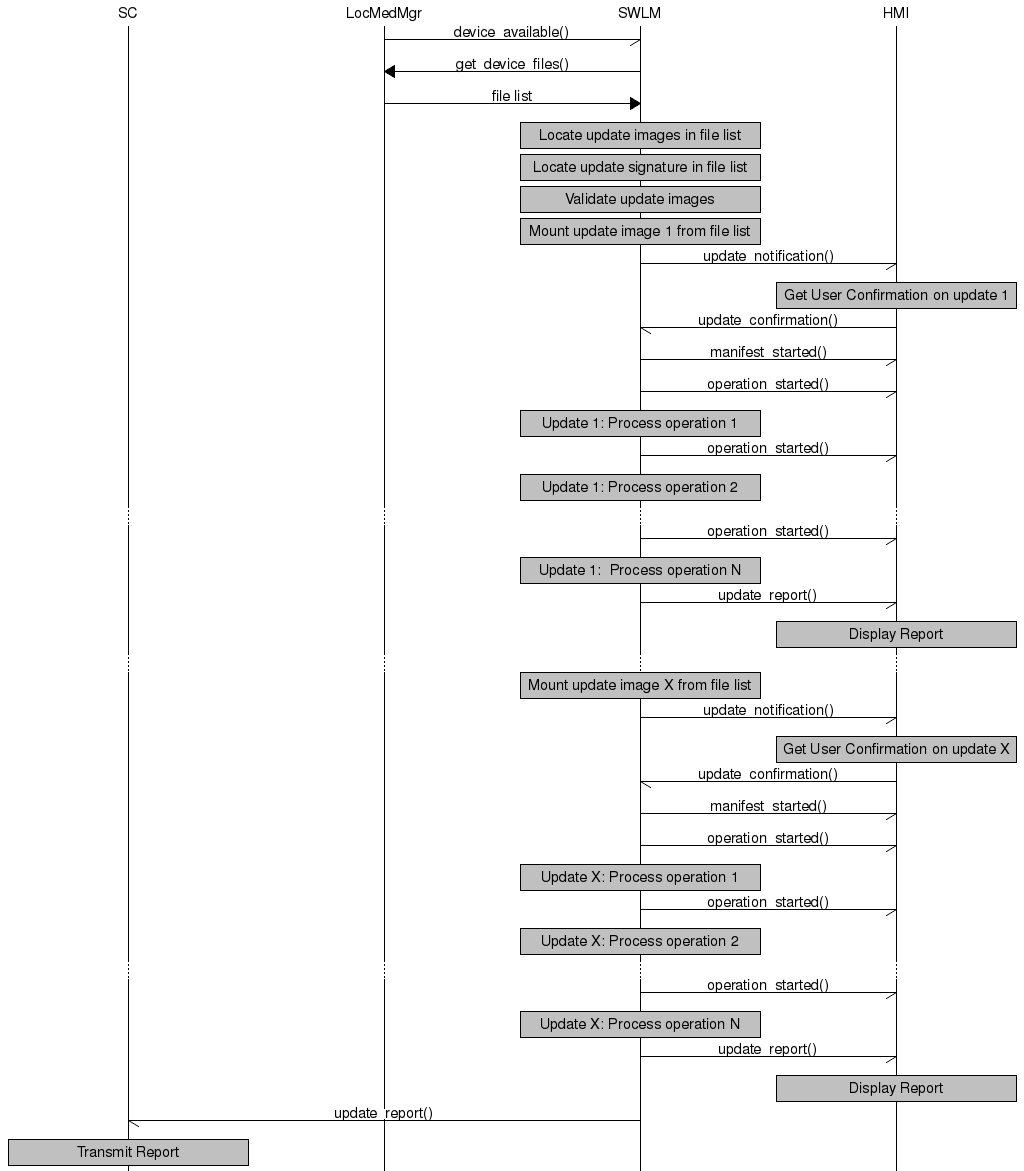 SC LocMedMgr SWLM HMI
device_available()
get_device_files()
file list
Locate update images in file list
Locate update signature in file list
Validate update images
Mount update image 1 from file list
update_notification()
Get User Confirmation on update 1
update_confirmation()
manifest_started()
operation_started()
Update 1: Process operation 1
operation_started()
Update 1: Process operation 2
operation_started()
Update 1: Process operation N
update_report()
Display Report
Mount update image X from file list
update_notification()
Get User Confirmation on update X
update_confirmation()
manifest_started()
operation_started()
Update X: Process operation 1
operation_started()
Update X: Process operation 2
operation_started()
Update X: Process operation N
update_report()
Display Report
update_report()
Transmit Report